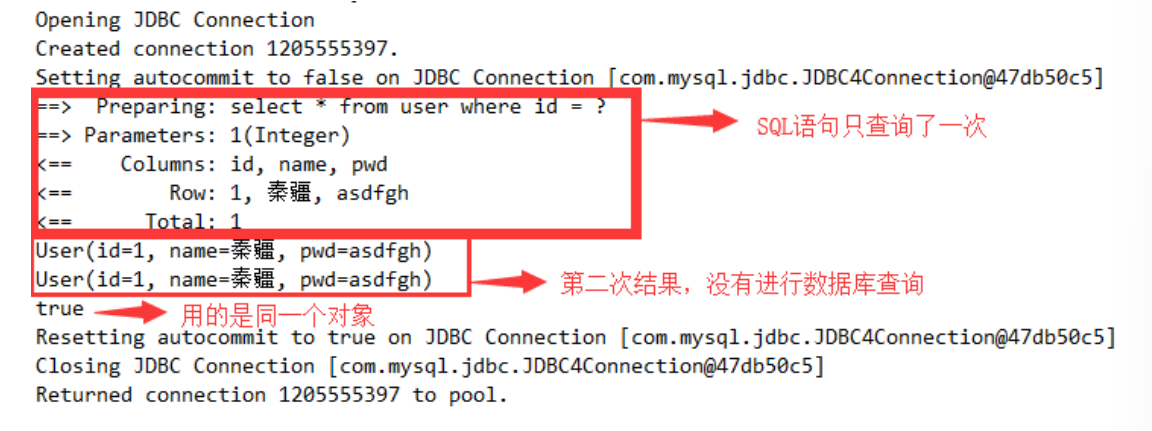 Opening JDBC Connection
Created connection 1205555397.
Setting autocommit to false on JDBC Connection [com.mysql.jdbc.JDBC4Connection@47db50c5]
==>  Preparing: select * from user where id = ?
SQL语句只查询了一次
==> Parameters: 1(Integer)
<==    Columns: id, name, pwd
<==        Row: 1, 秦疆, asdfgh
<==      Total: 1
User(id=1, name=秦疆, pwd=asdfgh)
User(id=1, name=秦疆, pwd=asdfgh)
第二次结果，没有进行数据库查询
true
用的是同一个对象
Resetting autocommit to true on JDBC Connection [com.mysql.jdbc.JDBC4Connection@47db50c5]
Closing JDBC Connection [com.mysql.jdbc.JDBC4Connection@47db50c5]
Returned connection 1205555397 to pool.